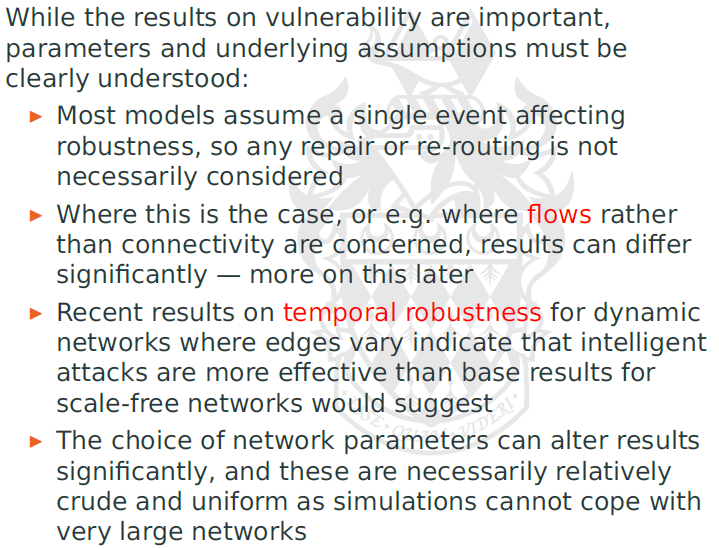 While the results on vulnerability are important,
parameters and underlying assumptions must be
clearly understood:
▶ Most models assume a single event affecting
robustness, so any repair or re-routing is not
necessarily considered
▶ Where this is the case, or e.g. where flows rather
than connectivity are concerned, results can differ
significantly — more on this later
▶ Recent results on temporal robustness for dynamic
networks where edges vary indicate that intelligent
attacks are more effective than base results for
scale-free networks would suggest
▶ The choice of network parameters can alter results
significantly, and these are necessarily relatively
crude and uniform as simulations cannot cope with
very large networks